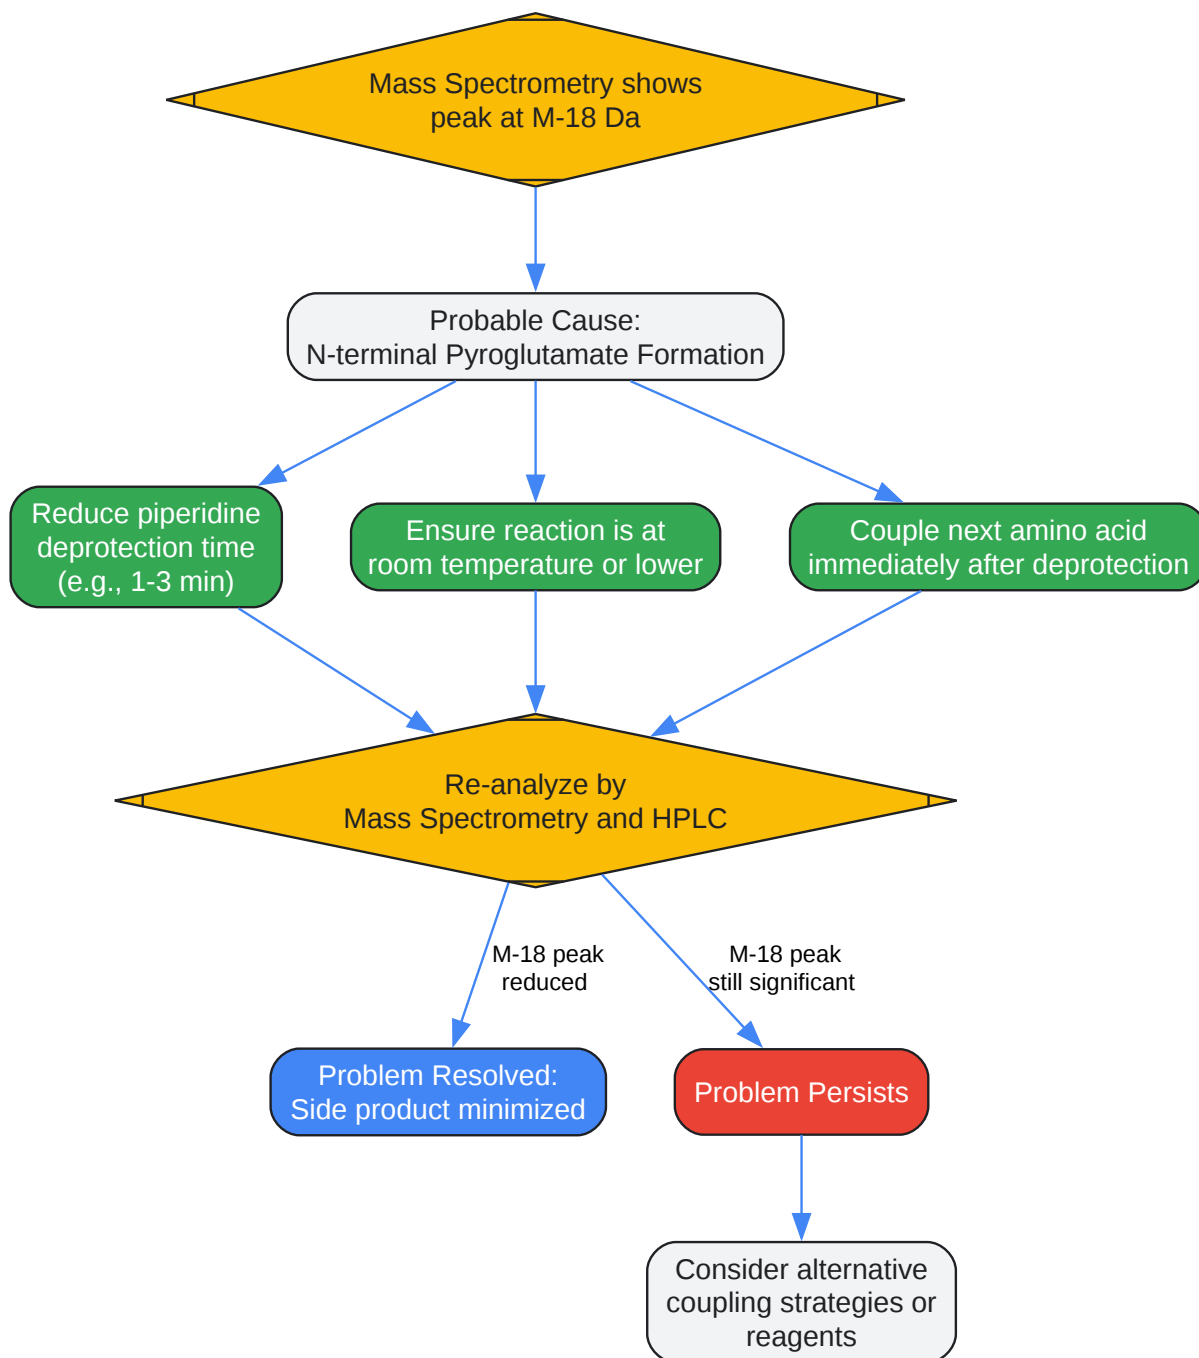 Mass Spectrometry shows
peak at M-18 Da
Probable Cause:
N-terminal Pyroglutamate Formation
Reduce piperidine
deprotection time
(e.g., 1-3 min)
Ensure reaction is at
room temperature or lower
Couple next amino acid
immediately after deprotection
Re-analyze by
Mass Spectrometry and HPLC
M-18 peak
reduced
M-18 peak
still significant
Problem Resolved:
Side product minimized
Problem Persists
Consider alternative
coupling strategies or
reagents